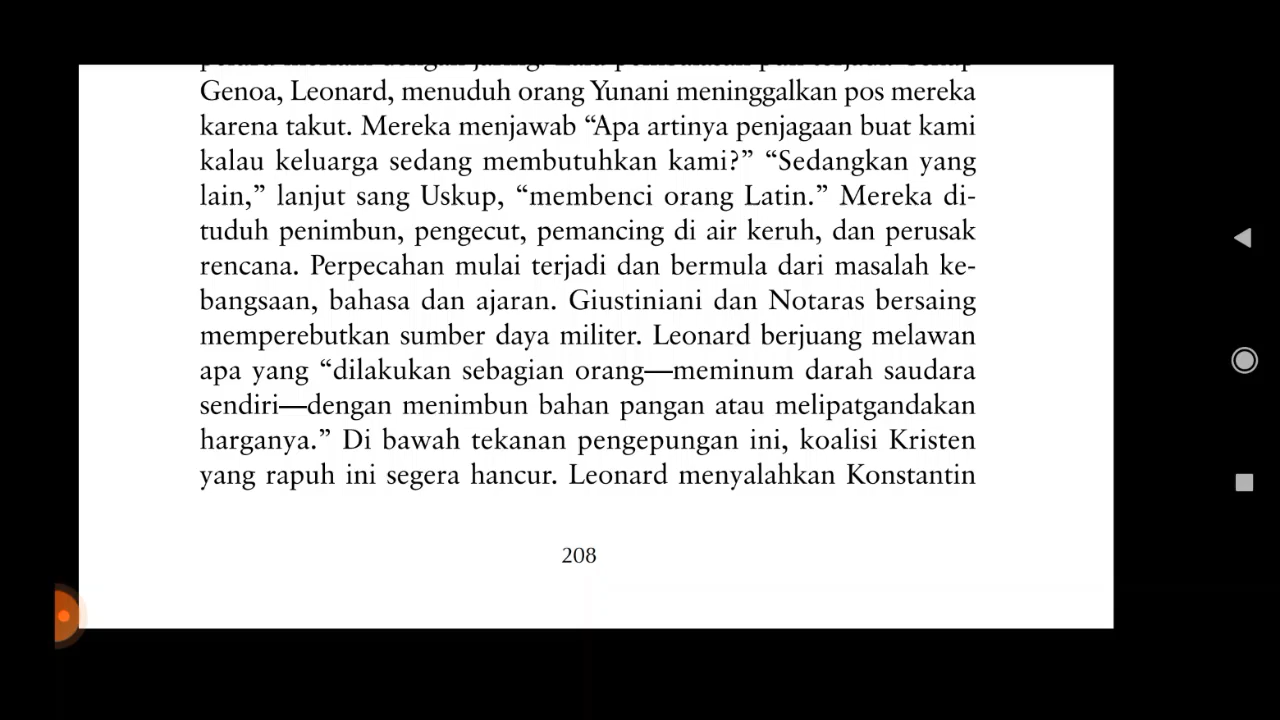 Genoa, Leonard, menuduh orang Yunani meninggalkan pos mereka
karena takut. Mereka menjawab “Apa artinya penjagaan buat kami
kalau keluarga sedang membutuhkan kami?” “Sedangkan yang
lain,” lanjut sang Uskup, “membenci orang Latin.” Mereka di-
tuduh penimbun, pengecut, pemancing di air keruh, dan perusak
rencana. Perpecahan mulai terjadi dan bermula dari masalah ke-
bangsaan, bahasa dan ajaran. Giustiniani dan Notaras bersaing
memperebutkan sumber daya militer. Leonard berjuang melawan
apa yang “dilakukan sebagian orang—meminum darah saudara
sendiri—dengan menimbun bahan pangan atau melipatgandakan
harganya.” Di bawah tekanan pengepungan ini, koalisi Kristen
yang rapuh ini segera hancur. Leonard menyalahkan Konstantin
208